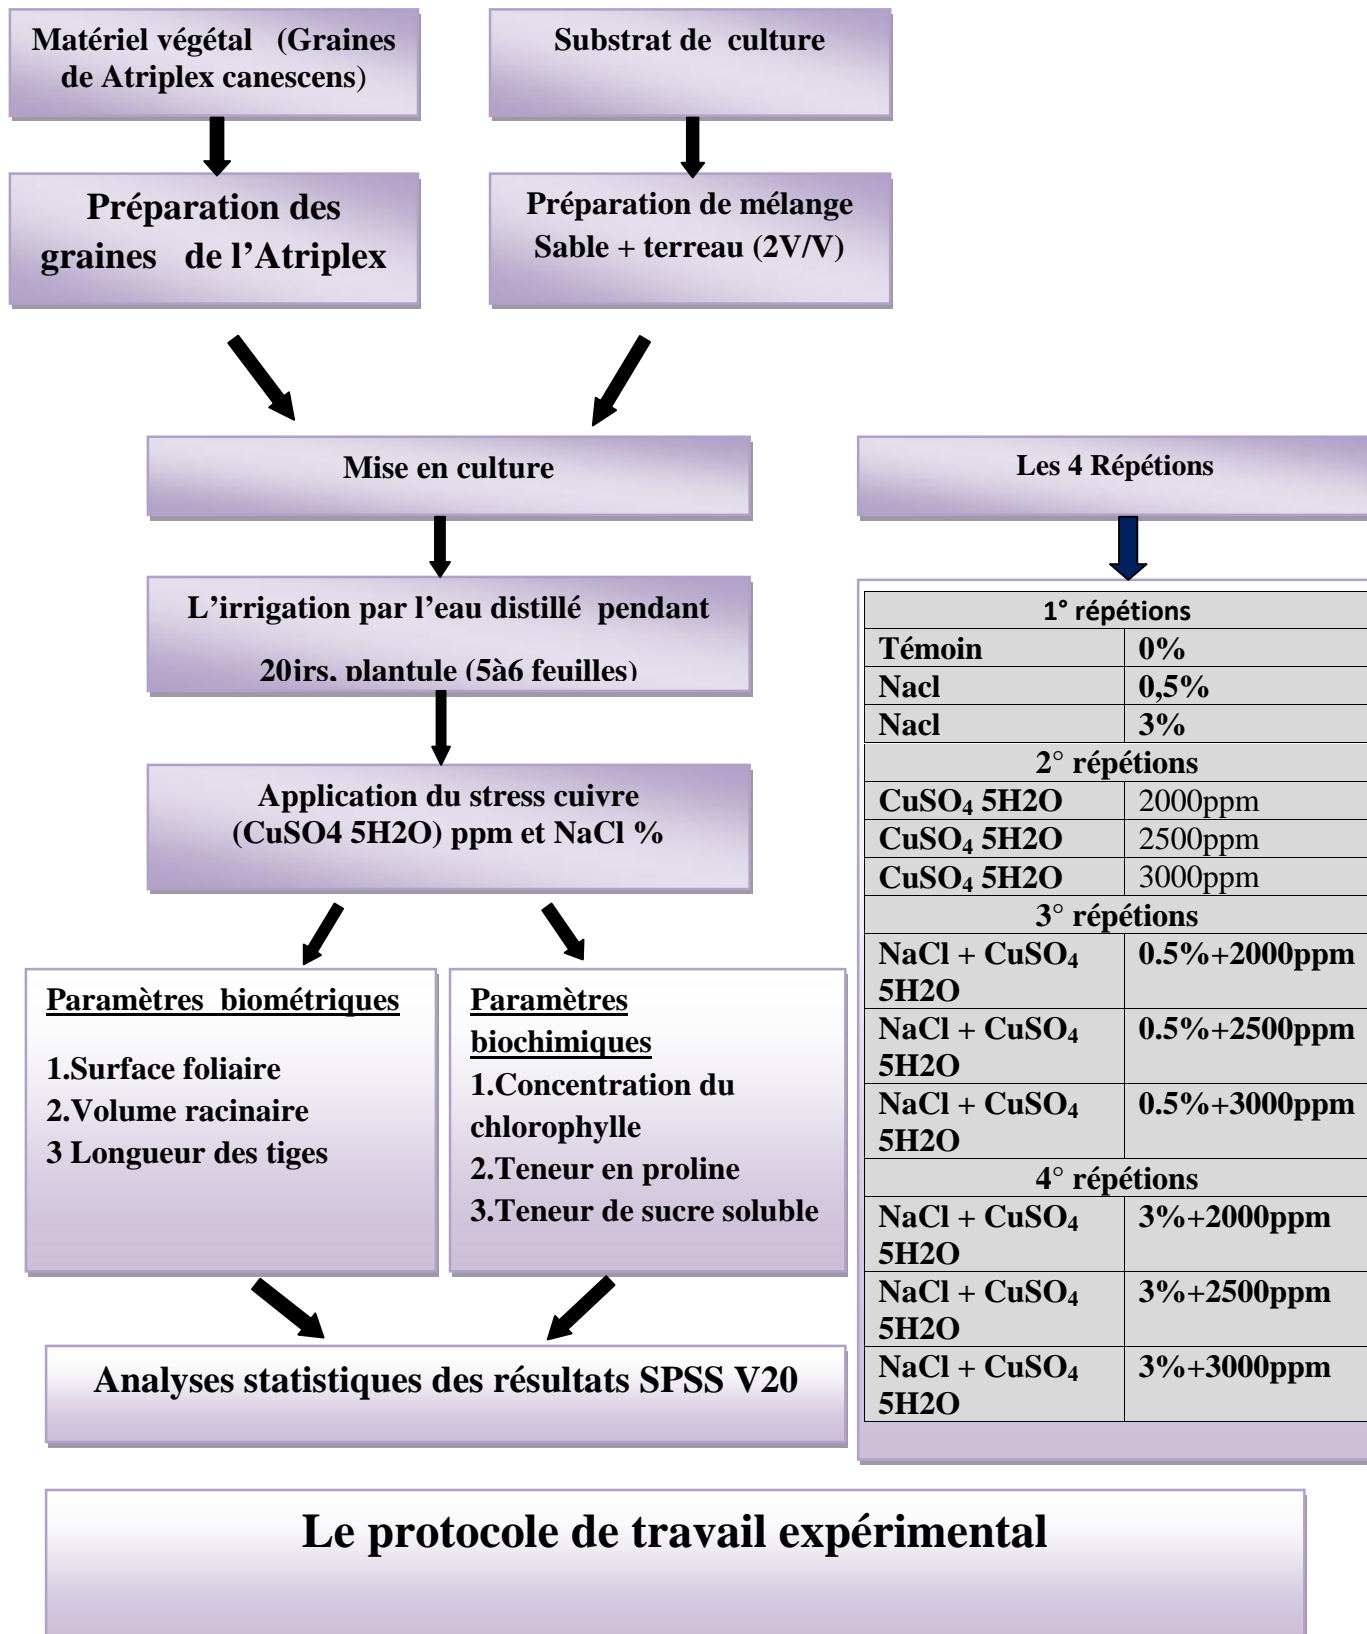 Matériel végétal (Graines
de Atriplex canescens)
Substrat de culture
Préparation des
graines de l’Atriplex
Préparation de mélange
Sable + terreau (2V/V)
Mise en culture
L’irrigation par l’eau distillé pendant
20jrs, plantule (5à6 feuilles)
Application du stress cuivre
(CuSO4 5H2O) ppm et NaCl %
Paramètres biométriques
1.Surface foliaire
2.Volume racinaire
3 Longueur des tiges
Paramètres
biochimiques
1.Concentration du
chlorophylle
2.Teneur en proline
3.Teneur de sucre soluble
Analyses statistiques des résultats SPSS V20
Les 4 Répétions
1° répétions
Témoin 0%
Nacl 0,5%
Nacl 3%
2° répétions
CuSO₄ 5H2O 2000ppm
CuSO₄ 5H2O 2500ppm
CuSO₄ 5H2O 3000ppm
3° répétions
NaCl + CuSO₄ 0.5%+2000ppm
5H2O
NaCl + CuSO₄ 0.5%+2500ppm
5H2O
NaCl + CuSO₄ 0.5%+3000ppm
5H2O
4° répétions
NaCl + CuSO₄ 3%+2000ppm
5H2O
NaCl + CuSO₄ 3%+2500ppm
5H2O
NaCl + CuSO₄ 3%+3000ppm
5H2O
Le protocole de travail expérimental